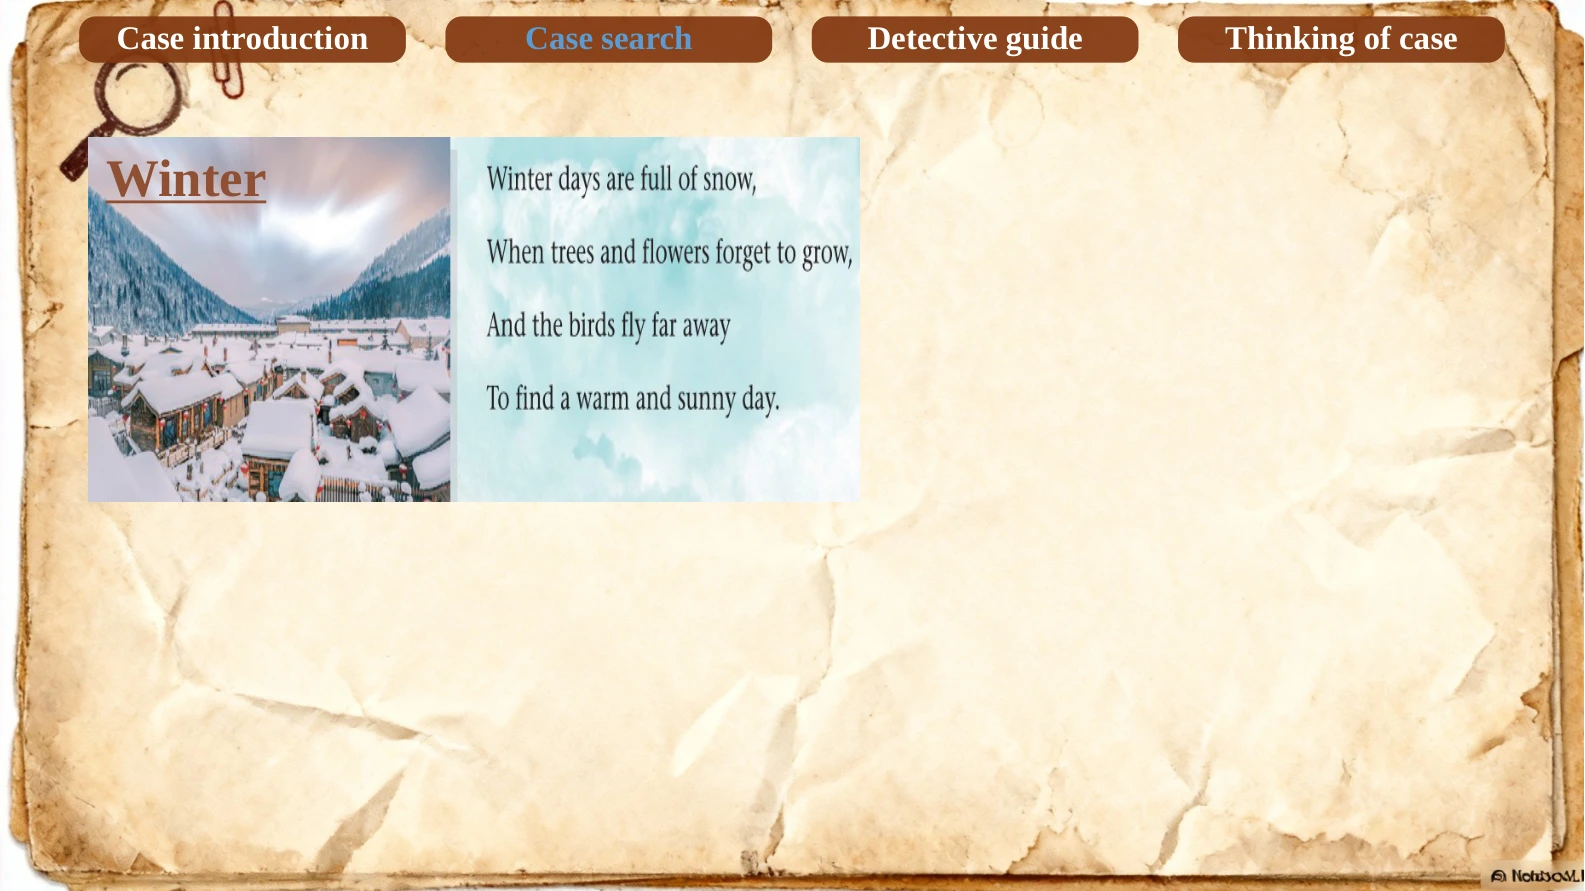 Case introduction
Case search
Detective guide
Thinking of case
Winter
Winter days are full of snow,
When trees and flowers forget to grow,
And the birds fly far away
To find a warm and sunny day.